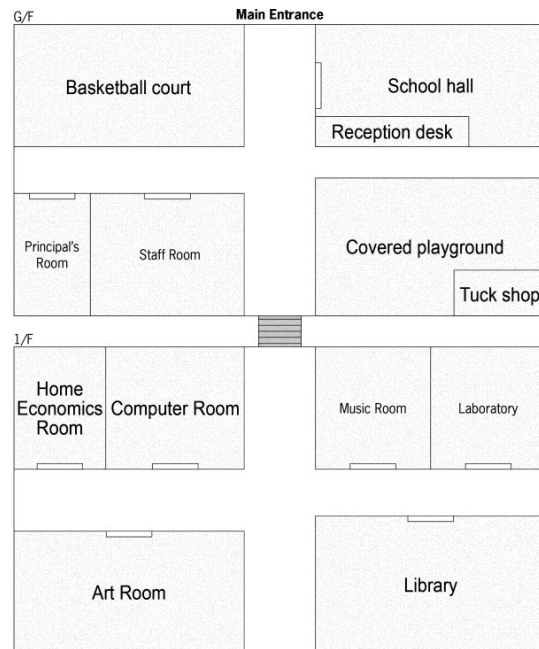 G/F
Main Entrance
Basketball court
School hall
Reception desk
Principal's
Room
Staff Room
Covered playground
Tuck shop
1/F
Home
Economics
Room
Computer Room
Music Room
Laboratory
Art Room
Library